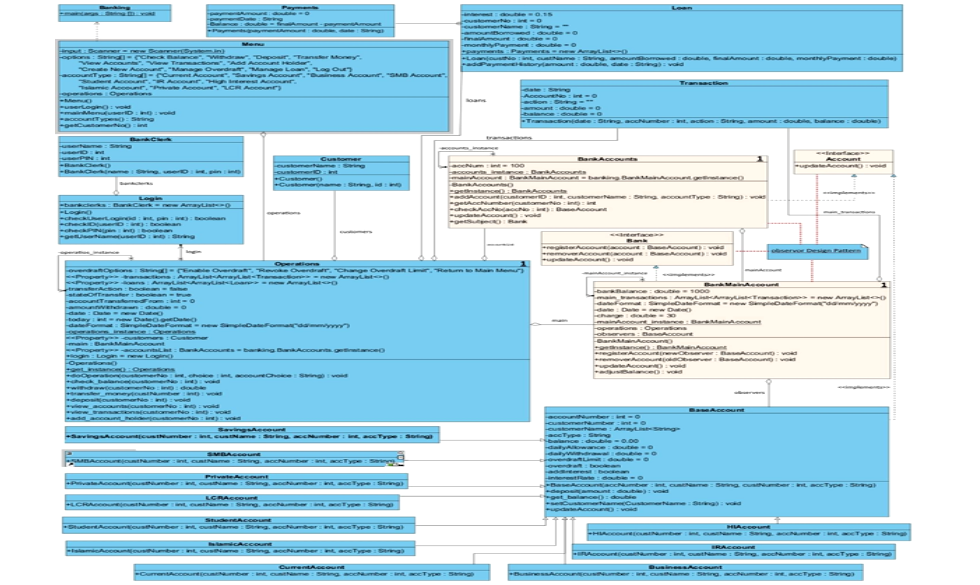 Banking
+main(args : String []) : void
Payments
-paymentAmount : double = 0
-paymentDate : String
-Balance : double = finalAmount - paymentAmount
+Payments(paymentAmount : double, date : String)
Loan
-interest : double = 0.15
-customerNo : int = 0
-customerName : String = ""
-amountBorrowed : double = 0
-finalAmount : double = 0
-monthlyPayment : double = 0
-payments : Payments = new ArrayList<>()
+Loan(custNo : int, custName : String, amountBorrowed : double, finalAmount : double, monthlyPayment : double)
+addPaymentHistory(amount : double, date : String) : void
Menu
-input : Scanner = new Scanner(System.in)
-options : String[] = {"Check Balance", "Withdraw", "Deposit", "Transfer Money",
"View Accounts", "View Transactions", "Add Account Holder",
"Create New Account", "Manage Overdraft", "Manage Loan", "Log Out"}
-accountType : String[] = {"Current Account", "Savings Account", "Business Account", "SMB Account",
"Student Account", "IR Account", "High Interest Account",
"Islamic Account", "Private Account", "LCR Account"}
-operations : Operations
+Menu()
+userLogin() : void
+mainMenu(userID : int) : void
+accountTypes() : String
+getCustomerNo() : int
loans
Transaction
-date : String
-AccountNo : int = 0
-action : String = ""
-amount : double = 0
-balance : double = 0
+Transaction(date : String, accNumber : int, action : String, amount : double, balance : double)
transactions
BankClerk
-userName : String
-userID : int
-userPIN : int
+BankClerk()
+BankClerk(name : String, userID : int, pin : int)
bankclerks
Customer
-customerName : String
-customerID : int
+Customer()
+Customer(name : String, id : int)
-accounts_instance
BankAccounts
1
-accNum : int = 100
-accounts_instance : BankAccounts
-mainAccount : BankMainAccount = banking.BankMainAccount.getInstance()
-BankAccounts()
+getInstance() : BankAccounts
+addAccount(customerID : int, customerName : String, accountType : String) : void
+getAccNumber(customerNo : int) : int
+checkAccNo(accNo : int) : BaseAccount
+updateAccount() : void
+getSubject() : Bank
<<Interface>>
Account
+updateAccount() : void
<<implements>>
main_transactions
Login
-bankclerks : BankClerk = new ArrayList<>()
+Login()
+checkUserLogin(id : int, pin : int) : boolean
+checkID(userID : int) : boolean
+checkPIN(pin : int) : boolean
+getUserName(userID : int) : String
operations
customers
login
-operation_instance
<<Interface>>
Bank
+registerAccount(account : BaseAccount) : void
+removerAccount(account : BaseAccount) : void
+updateAccount() : void
observor Design Pattern
-mainAccount_instance
<<implements>>
mainAccount
Operations
1
-overdraftOptions : String[] = {"Enable Overdraft", "Revoke Overdraft", "Change Overdraft Limit", "Return to Main Menu"}
<<Property>> -transactions : ArrayList<ArrayList<Transaction>> = new ArrayList<>()
<<Property>> -loans : ArrayList<ArrayList<Loan>> = new ArrayList<>()
-transferAction : boolean = false
-stateOfTransfer : boolean = true
-accountTransferedFrom : int = 0
-amountWithdrawn : double = 0
-date : Date = new Date()
-today : int = new Date().getDate()
-dateFormat : SimpleDateFormat = new SimpleDateFormat("dd/mm/yyyy")
-operations_instance : Operations
<<Property>> -customers : Customer
-main : BankMainAccount
<<Property>> -accountsList : BankAccounts = banking.BankAccounts.getInstance()
+login : Login = new Login()
-Operations()
+get_instance() : Operations
+doOperation(customerNo : int, choice : int, accountChoice : String) : void
+check_balance(customerNo : int) : void
+withdraw(customerNo : int) : double
+transfer_money(custNumber : int) : void
+deposit(customerNo : int) : void
+view_accounts(customerNo : int) : void
+view_transactions(customerNo : int) : void
+add_account_holder(customerNo : int) : void
main
BankMainAccount
1
-bankBalance : double = 1000
-main_transactions : ArrayList<ArrayList<Transaction>> = new ArrayList<>()
-dateFormat : SimpleDateFormat = new SimpleDateFormat("dd/mm/yyyy")
-date : Date = new Date()
-charge : double = 30
-mainAccount_instance : BankMainAccount
-operations : Operations
-observers : BaseAccount
-BankMainAccount()
+getInstance() : BankMainAccount
+registerAccount(newObserver : BaseAccount) : void
+removerAccount(oldObserver : BaseAccount) : void
+updateAccount() : void
+adjustBalance() : void
<<implements>>
observers
BaseAccount
-accountNumber : int = 0
-customerNumber : int = 0
-customerName : ArrayList<String>
-accType : String
-balance : double = 0.00
-dailyAllowance : double = 0
-dailyWithdrawal : double = 0
-overdraftLimit : double = 0
-overdraft : boolean
-addInterest : boolean
-interestRate : double = 0
+BaseAccount(accNumber : int, custNumber : int, custName : String, accType : String)
+deposit(amount : double) : void
+get_balance() : double
+setCustomerName(CustomerName : String) : void
+updateAccount() : void
SavingsAccount
+SavingsAccount(custNumber : int, custName : String, accNumber : int, accType : String)
SMBAccount
+SMBAccount(custNumber : int, custName : String, accNumber : int, accType : String)
PrivateAccount
+PrivateAccount(custNumber : int, custName : String, accNumber : int, accType : String)
LCRAccount
+LCRAccount(custNumber : int, custName : String, accNumber : int, accType : String)
StudentAccount
+StudentAccount(custNumber : int, custName : String, accNumber : int, accType : String)
IslamicAccount
+IslamicAccount(custNumber : int, custName : String, accNumber : int, accType : String)
CurrentAccount
+CurrentAccount(custNumber : int, custName : String, accNumber : int, accType : String)
HIAccount
+HIAccount(custNumber : int, custName : String, accNumber : int, accType : String)
IIRAccount
+IRAccount(custNumber : int, custName : String, accNumber : int, accType : String)
BusinessAccount
+BusinessAccount(custNumber : int, custName : String, accNumber : int, accType : String)